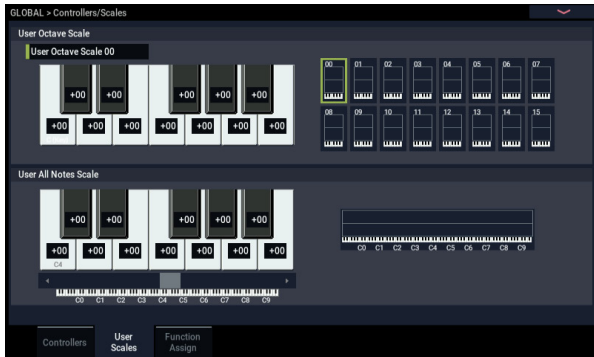 GLOBAL > Controllers/Scales
User Octave Scale
User Octave Scale 00
+00 +00 +00 +00 +00
+00 +00 +00 +00 +00 +00 +00
00 01 02 03 04 05 06 07
08 09 10 11 12 13 14 15
User All Notes Scale
+00 +00 +00 +00 +00
+00 +00 +00 +00 +00 +00 +00
C4
C0 C1 C2 C3 C4 C5 C6 C7 C8 C9
C0 C1 C2 C3 C4 C5 C6 C7 C8 C9
Controllers
User
Scales
Function
Assign